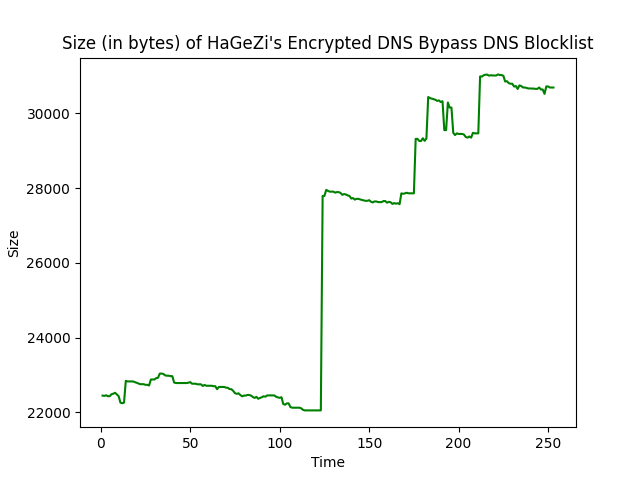 Size (in bytes) of HaGeZi's Encrypted DNS Bypass DNS Blocklist
30000
28000
26000
24000
22000
Size
0 50 100 150 200 250
Time